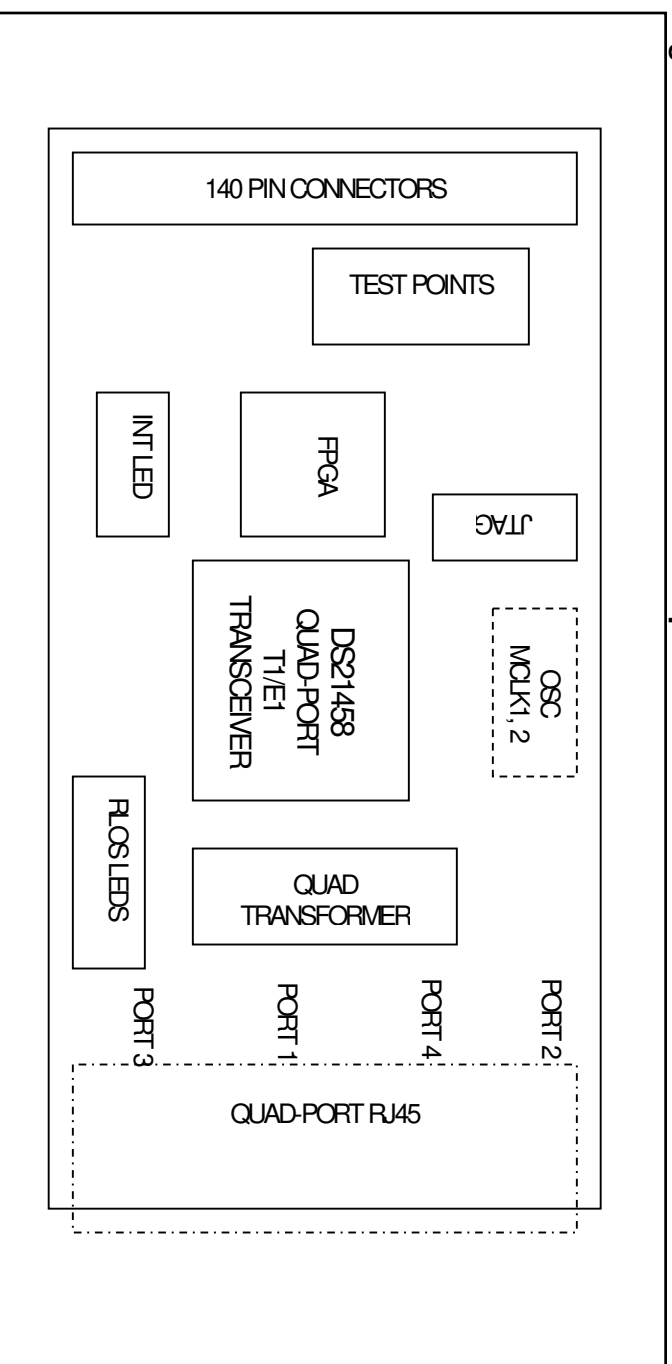 140 PIN CONNECTORS
TEST POINTS
INT LED
FPGA
JTAG
DS21458
QUAD-PORT
T1/E1
TRANSCEIVER
OSC
MCLK1, 2
RLOS LEDS
QUAD
TRANSFORMER
PORT 3
PORT 1
PORT 4
PORT 2
QUAD-PORT RJ45